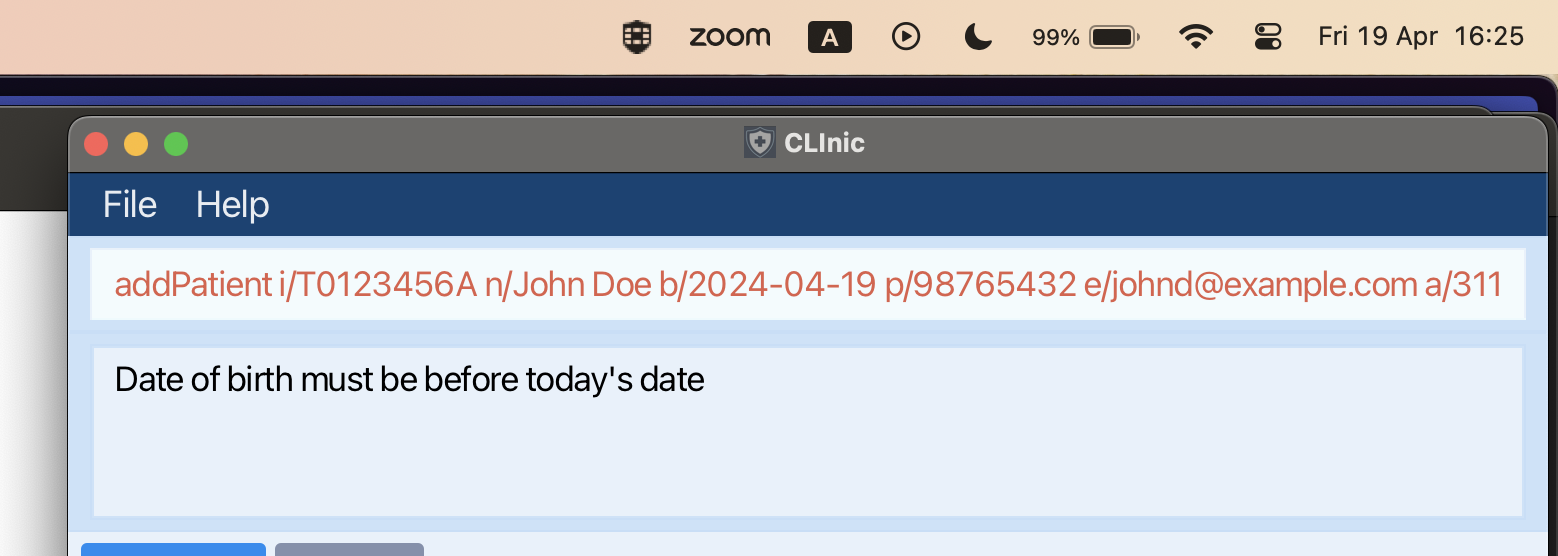 zoom A 99% Fri 19 Apr 16:25
CLInic
File Help
addPatient i/T0123456A n/John Doe b/2024-04-19 p/98765432 e/johnd@example.com a/311
Date of birth must be before today's date